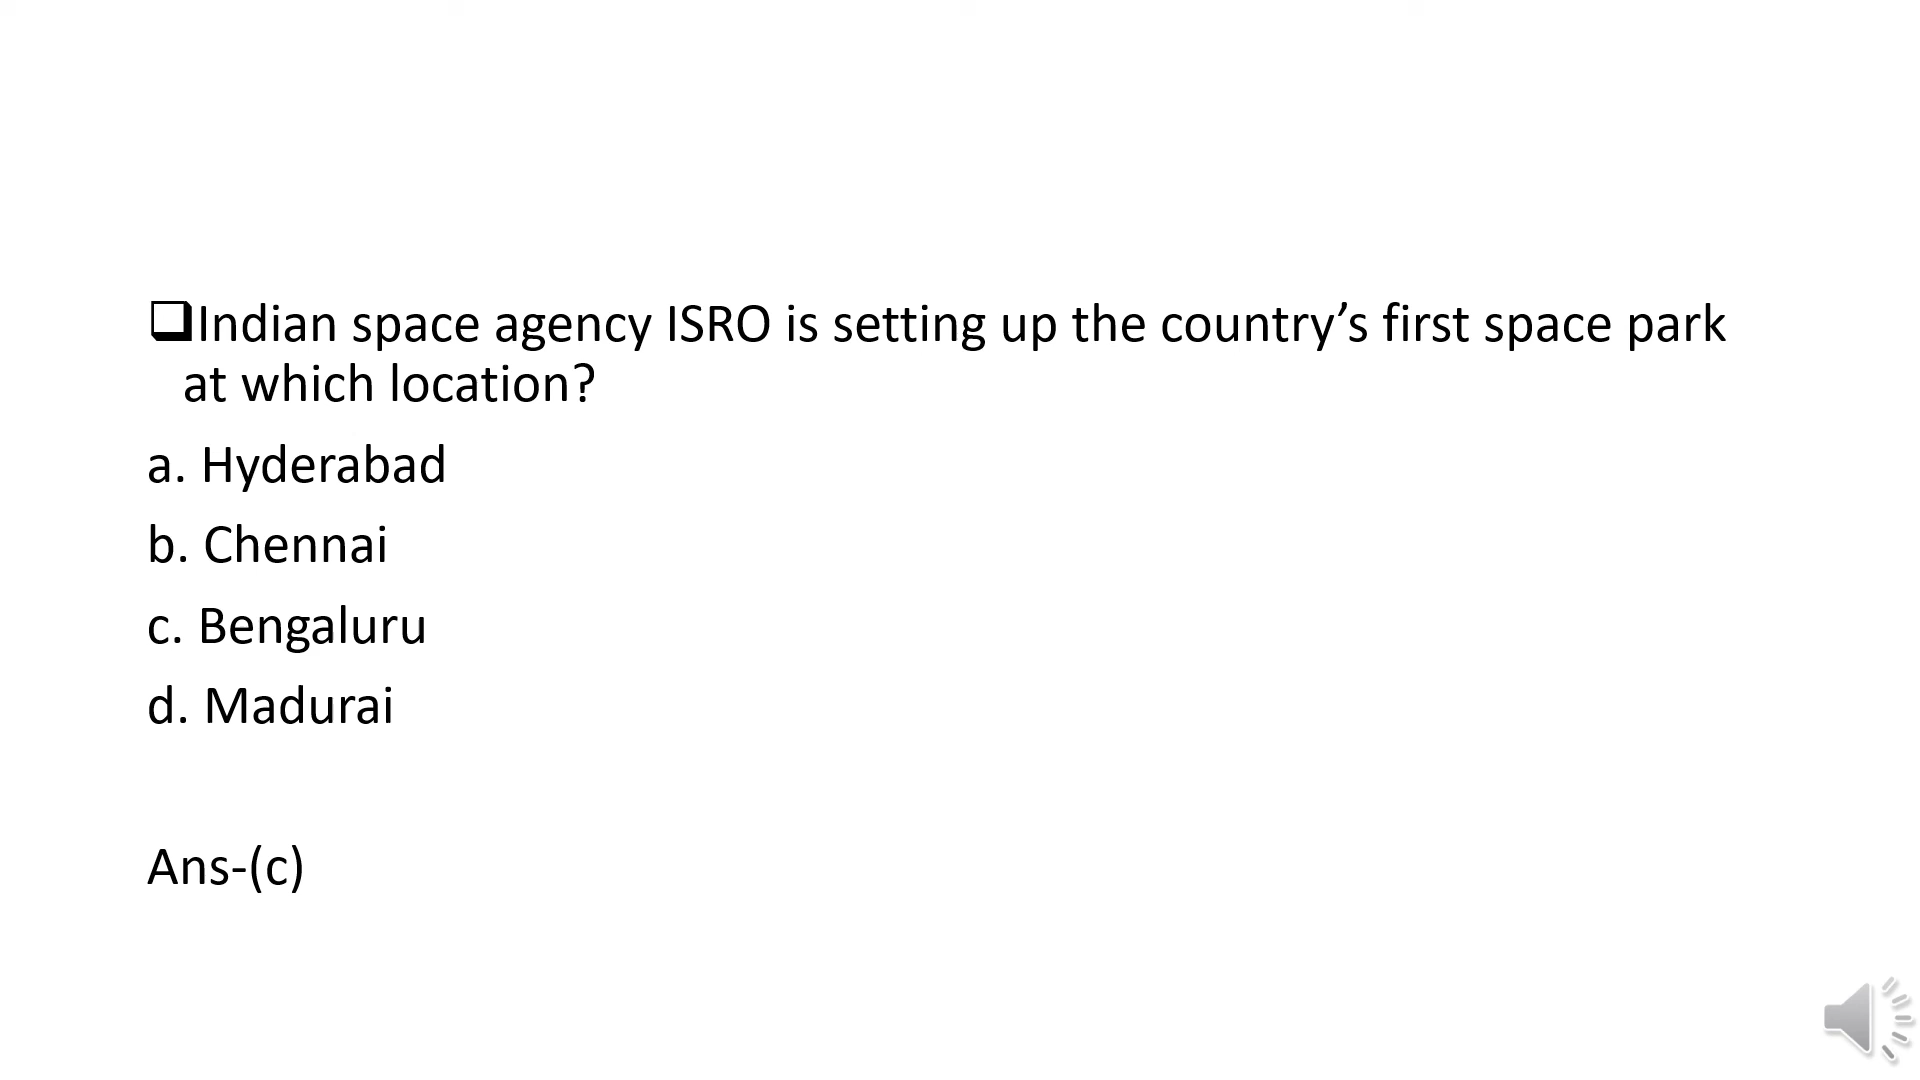 ❑Indian space agency ISRO is setting up the country’s first space park
at which location?
a. Hyderabad
b. Chennai
c. Bengaluru
d. Madurai
Ans-(c)